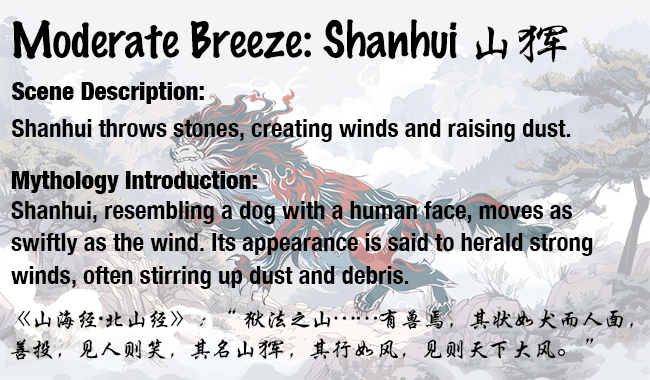 Moderate Breeze: Shanhui 山狎
Scene Description:
Shanhui throws stones, creating winds and raising dust.
Mythology Introduction:
Shanhui, resembling a dog with a human face, moves as
swiftly as the wind. Its appearance is said to herald strong
winds, often stirring up dust and debris.
《山海经·北山经》:“狱法之山……有兽焉,其状如犬而人面,
善投,见人则笑,其名山𤟤,其行如风,见则天下大风。”